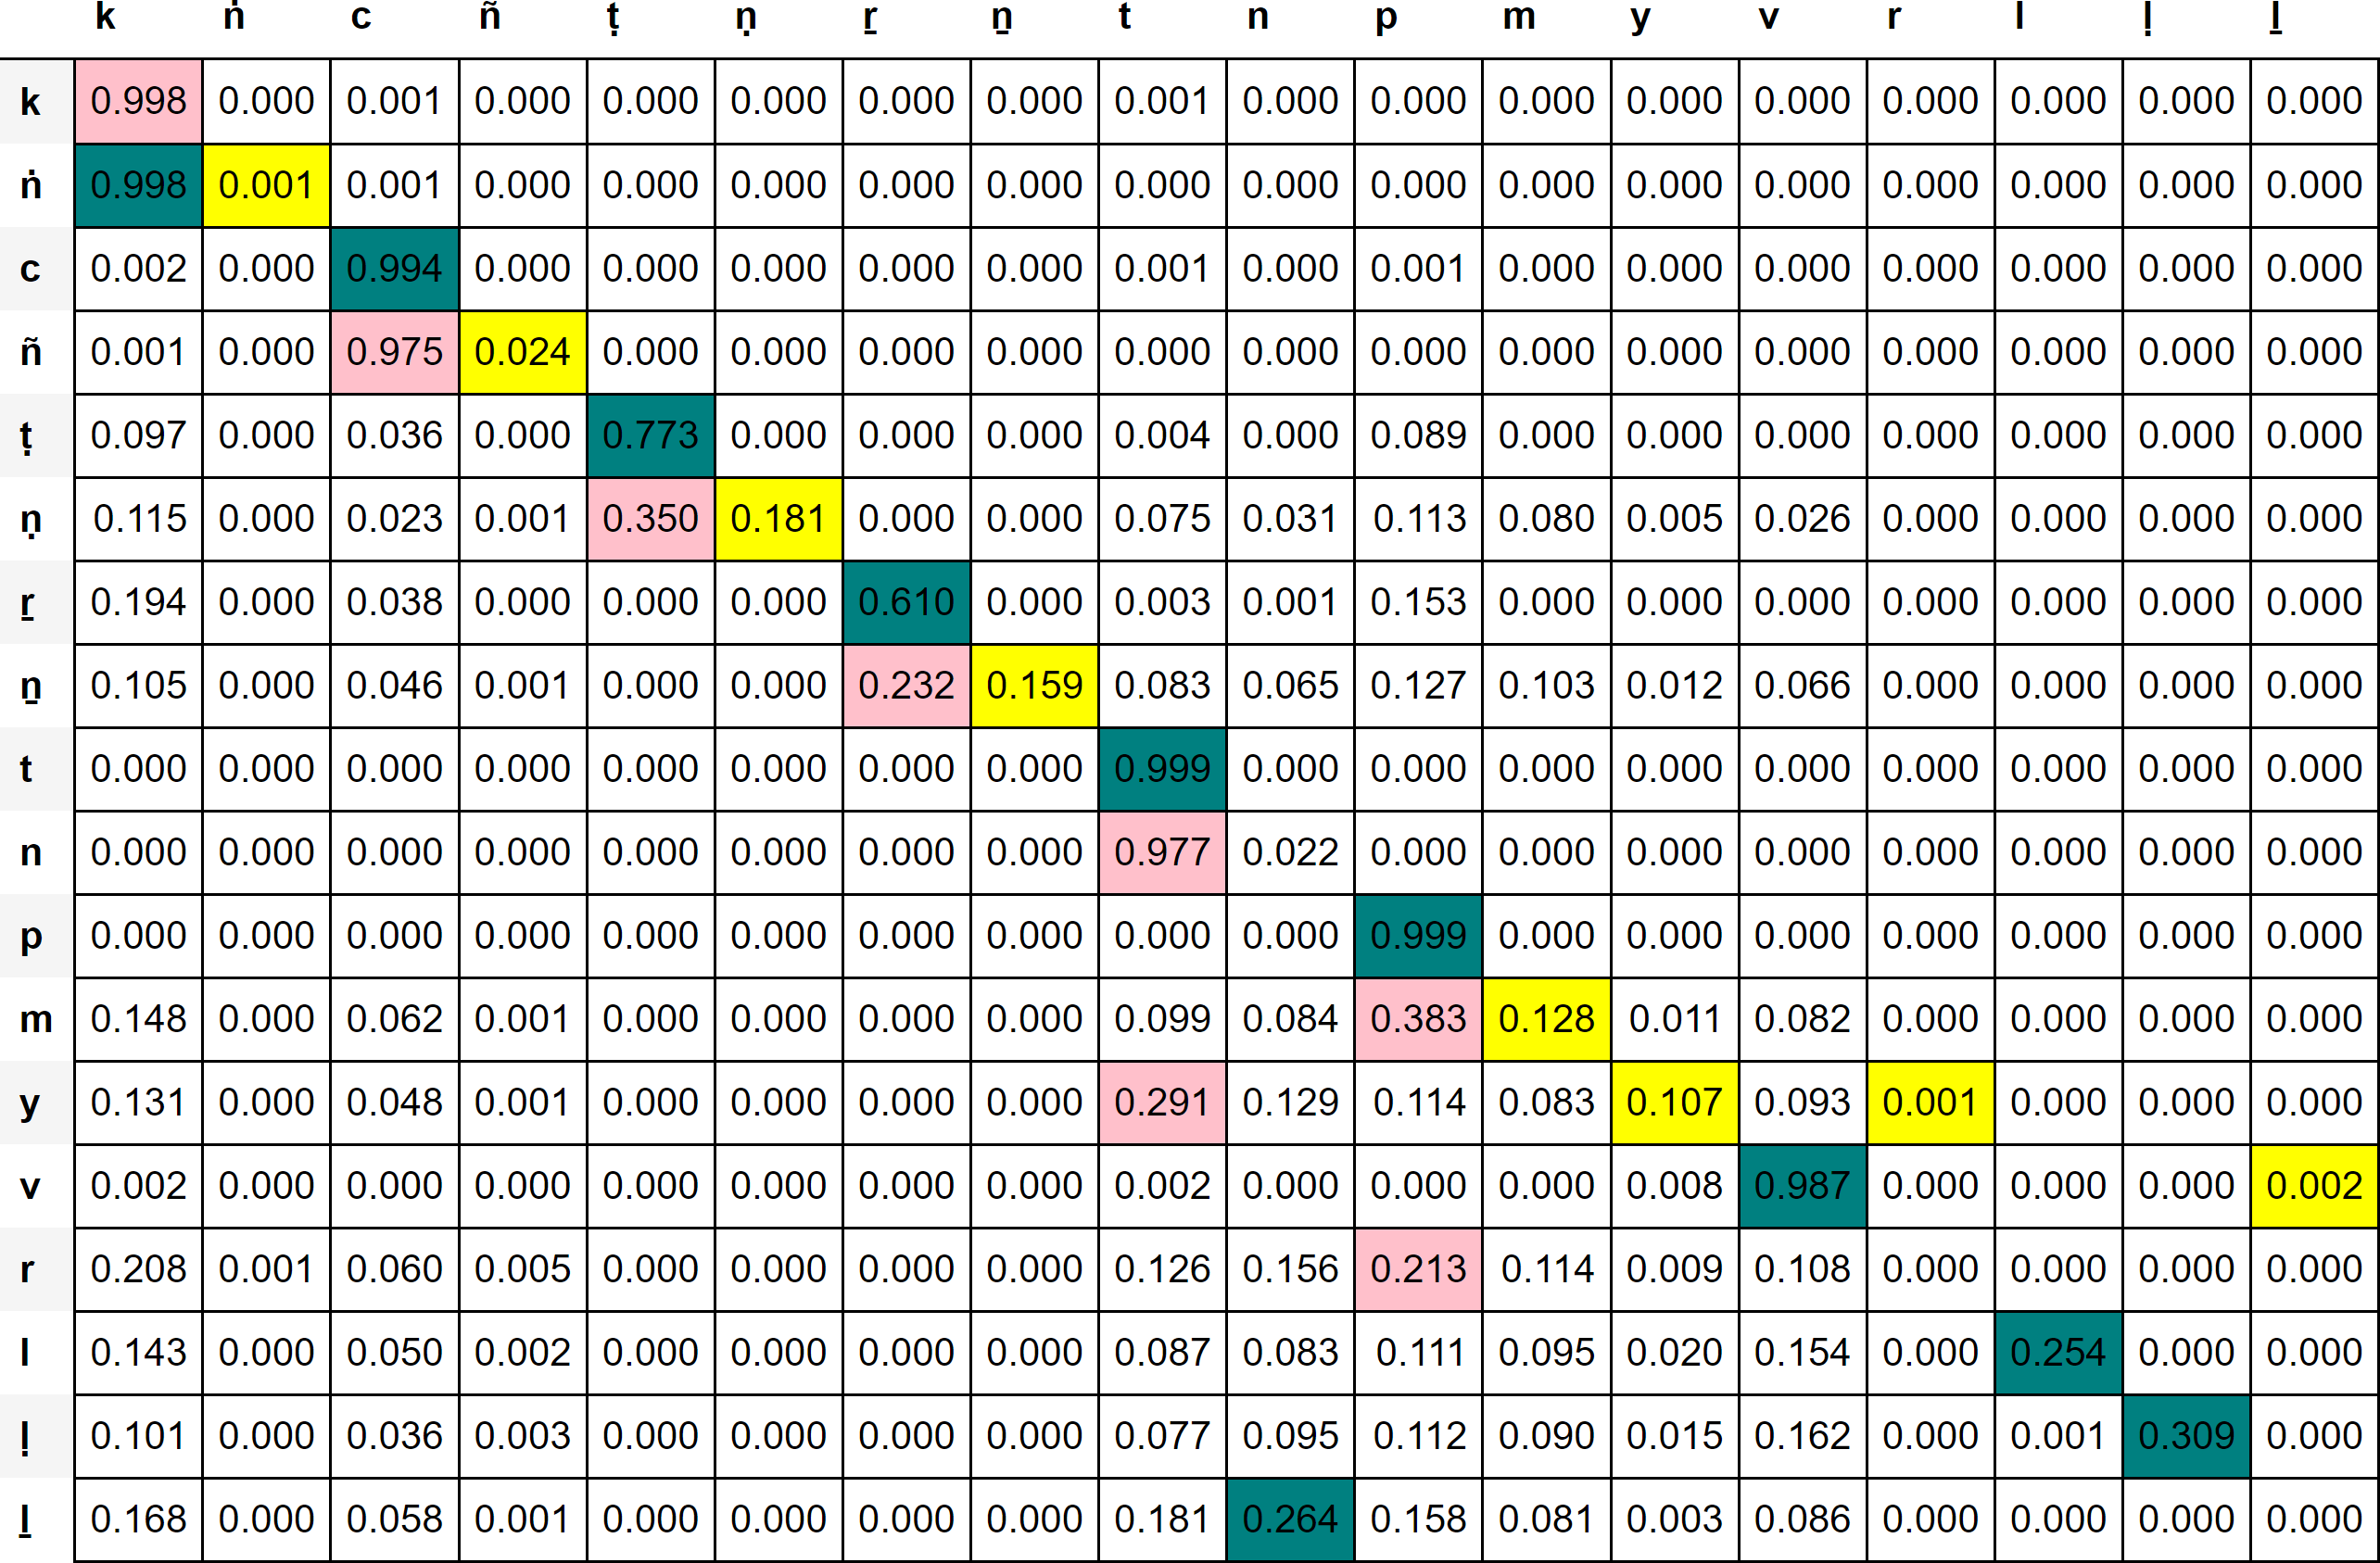 k ṅ c ñ ṭ ṇ ṟ ṉ t n p m y v r l ḷ ḻ
k 0.998 0.000 0.001 0.000 0.000 0.000 0.000 0.000 0.001 0.000 0.000 0.000 0.000 0.000 0.000 0.000 0.000 0.000
ṅ 0.998 0.001 0.001 0.000 0.000 0.000 0.000 0.000 0.000 0.000 0.000 0.000 0.000 0.000 0.000 0.000 0.000 0.000
c 0.002 0.000 0.994 0.000 0.000 0.000 0.000 0.000 0.001 0.000 0.001 0.000 0.000 0.000 0.000 0.000 0.000 0.000
ñ 0.001 0.000 0.975 0.024 0.000 0.000 0.000 0.000 0.000 0.000 0.000 0.000 0.000 0.000 0.000 0.000 0.000 0.000
ṭ 0.097 0.000 0.036 0.000 0.773 0.000 0.000 0.000 0.004 0.000 0.089 0.000 0.000 0.000 0.000 0.000 0.000 0.000
ṇ 0.115 0.000 0.023 0.001 0.350 0.181 0.000 0.000 0.075 0.031 0.113 0.080 0.005 0.026 0.000 0.000 0.000 0.000
ṟ 0.194 0.000 0.038 0.000 0.000 0.000 0.610 0.000 0.003 0.001 0.153 0.000 0.000 0.000 0.000 0.000 0.000 0.000
ṉ 0.105 0.000 0.046 0.001 0.000 0.000 0.232 0.159 0.083 0.065 0.127 0.103 0.012 0.066 0.000 0.000 0.000 0.000
t 0.000 0.000 0.000 0.000 0.000 0.000 0.000 0.000 0.999 0.000 0.000 0.000 0.000 0.000 0.000 0.000 0.000 0.000
n 0.000 0.000 0.000 0.000 0.000 0.000 0.000 0.000 0.977 0.022 0.000 0.000 0.000 0.000 0.000 0.000 0.000 0.000
p 0.000 0.000 0.000 0.000 0.000 0.000 0.000 0.000 0.000 0.000 0.999 0.000 0.000 0.000 0.000 0.000 0.000 0.000
m 0.148 0.000 0.062 0.001 0.000 0.000 0.000 0.000 0.099 0.084 0.383 0.128 0.011 0.082 0.000 0.000 0.000 0.000
y 0.131 0.000 0.048 0.001 0.000 0.000 0.000 0.000 0.291 0.129 0.114 0.083 0.107 0.093 0.001 0.000 0.000 0.000
v 0.002 0.000 0.000 0.000 0.000 0.000 0.000 0.000 0.002 0.000 0.000 0.000 0.008 0.987 0.000 0.000 0.000 0.002
r 0.208 0.001 0.060 0.005 0.000 0.000 0.000 0.000 0.126 0.156 0.213 0.114 0.009 0.108 0.000 0.000 0.000 0.000
l 0.143 0.000 0.050 0.002 0.000 0.000 0.000 0.000 0.087 0.083 0.111 0.095 0.020 0.154 0.000 0.254 0.000 0.000
ḷ 0.101 0.000 0.036 0.003 0.000 0.000 0.000 0.000 0.077 0.095 0.112 0.090 0.015 0.162 0.000 0.001 0.309 0.000
ḻ 0.168 0.000 0.058 0.001 0.000 0.000 0.000 0.000 0.181 0.264 0.158 0.081 0.003 0.086 0.000 0.000 0.000 0.000